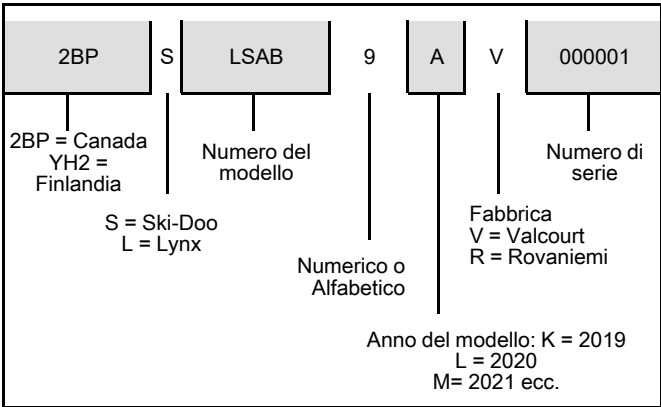 2BP S LSAB 9 A V 000001
2BP = Canada
YH2 =
Finlandia
Numero del
modello
Numero di
serie
S = Ski-Doo
L = Lynx
Fabbrica
V = Valcourt
R = Rovaniemi
Numerico o
Alfabetico
Anno del modello: K = 2019
L = 2020
M= 2021 ecc.